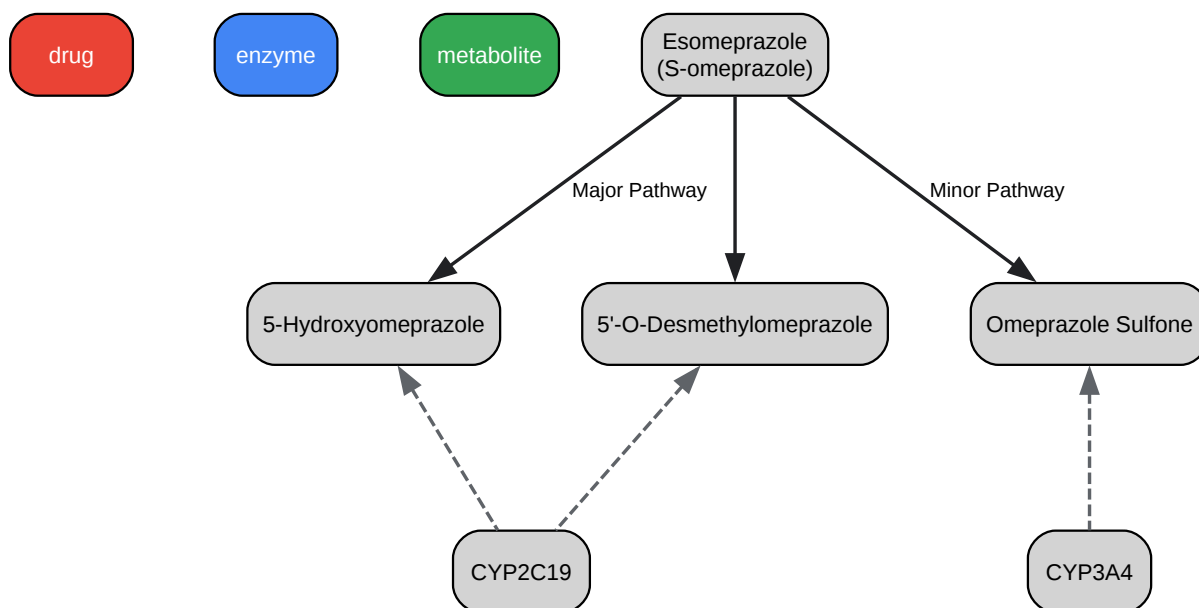 drug
enzyme
metabolite
Esomeprazole
(S-omeprazole)
Major Pathway
Minor Pathway
5-Hydroxyomeprazole
5'-O-Desmethylomeprazole
Omeprazole Sulfone
CYP2C19
CYP3A4